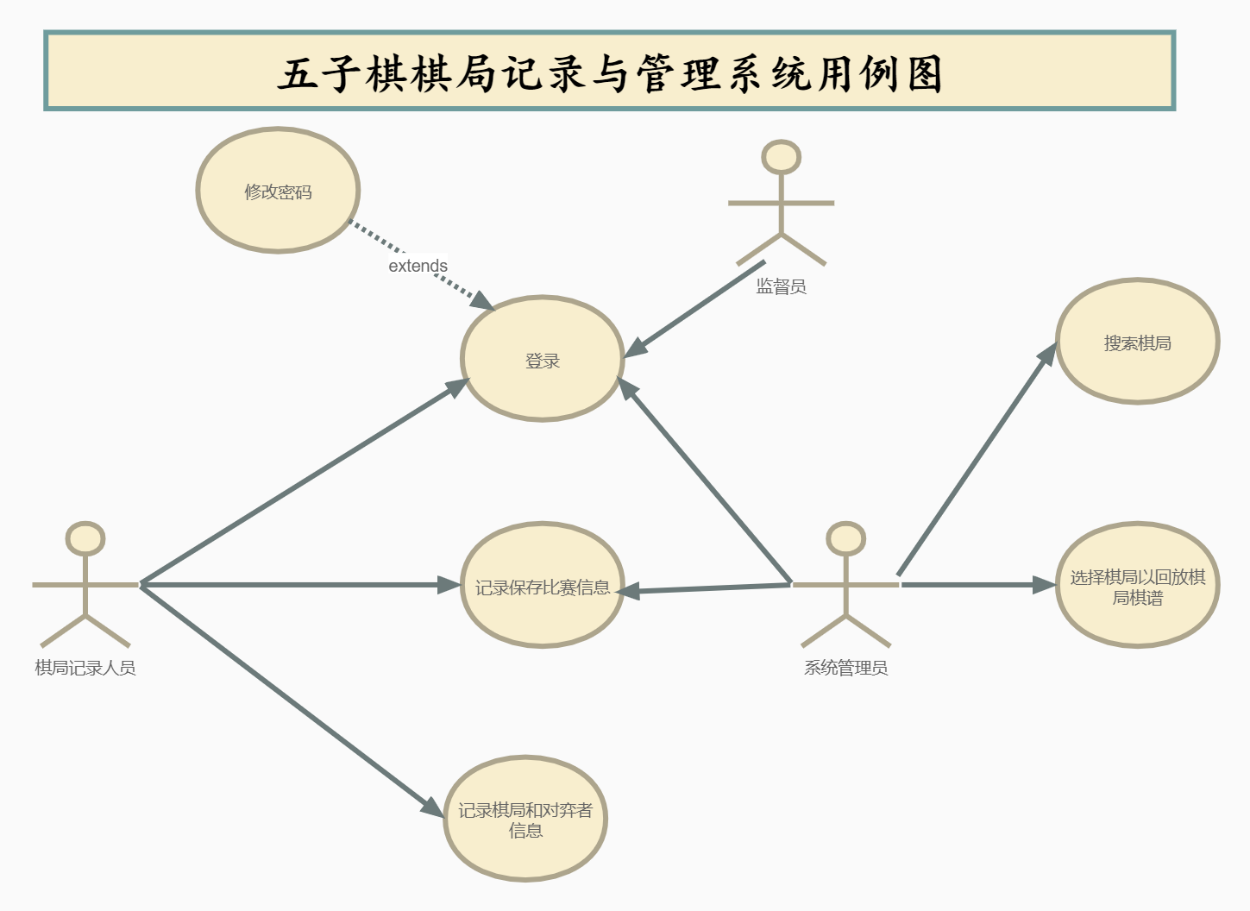 五子棋棋局记录与管理系统用例图
修改密码
extends
监督员
登录
搜索棋局
记录保存比赛信息
选择棋局以回放棋
局棋谱
棋局记录人员
系统管理员
记录棋局和对弈者
信息